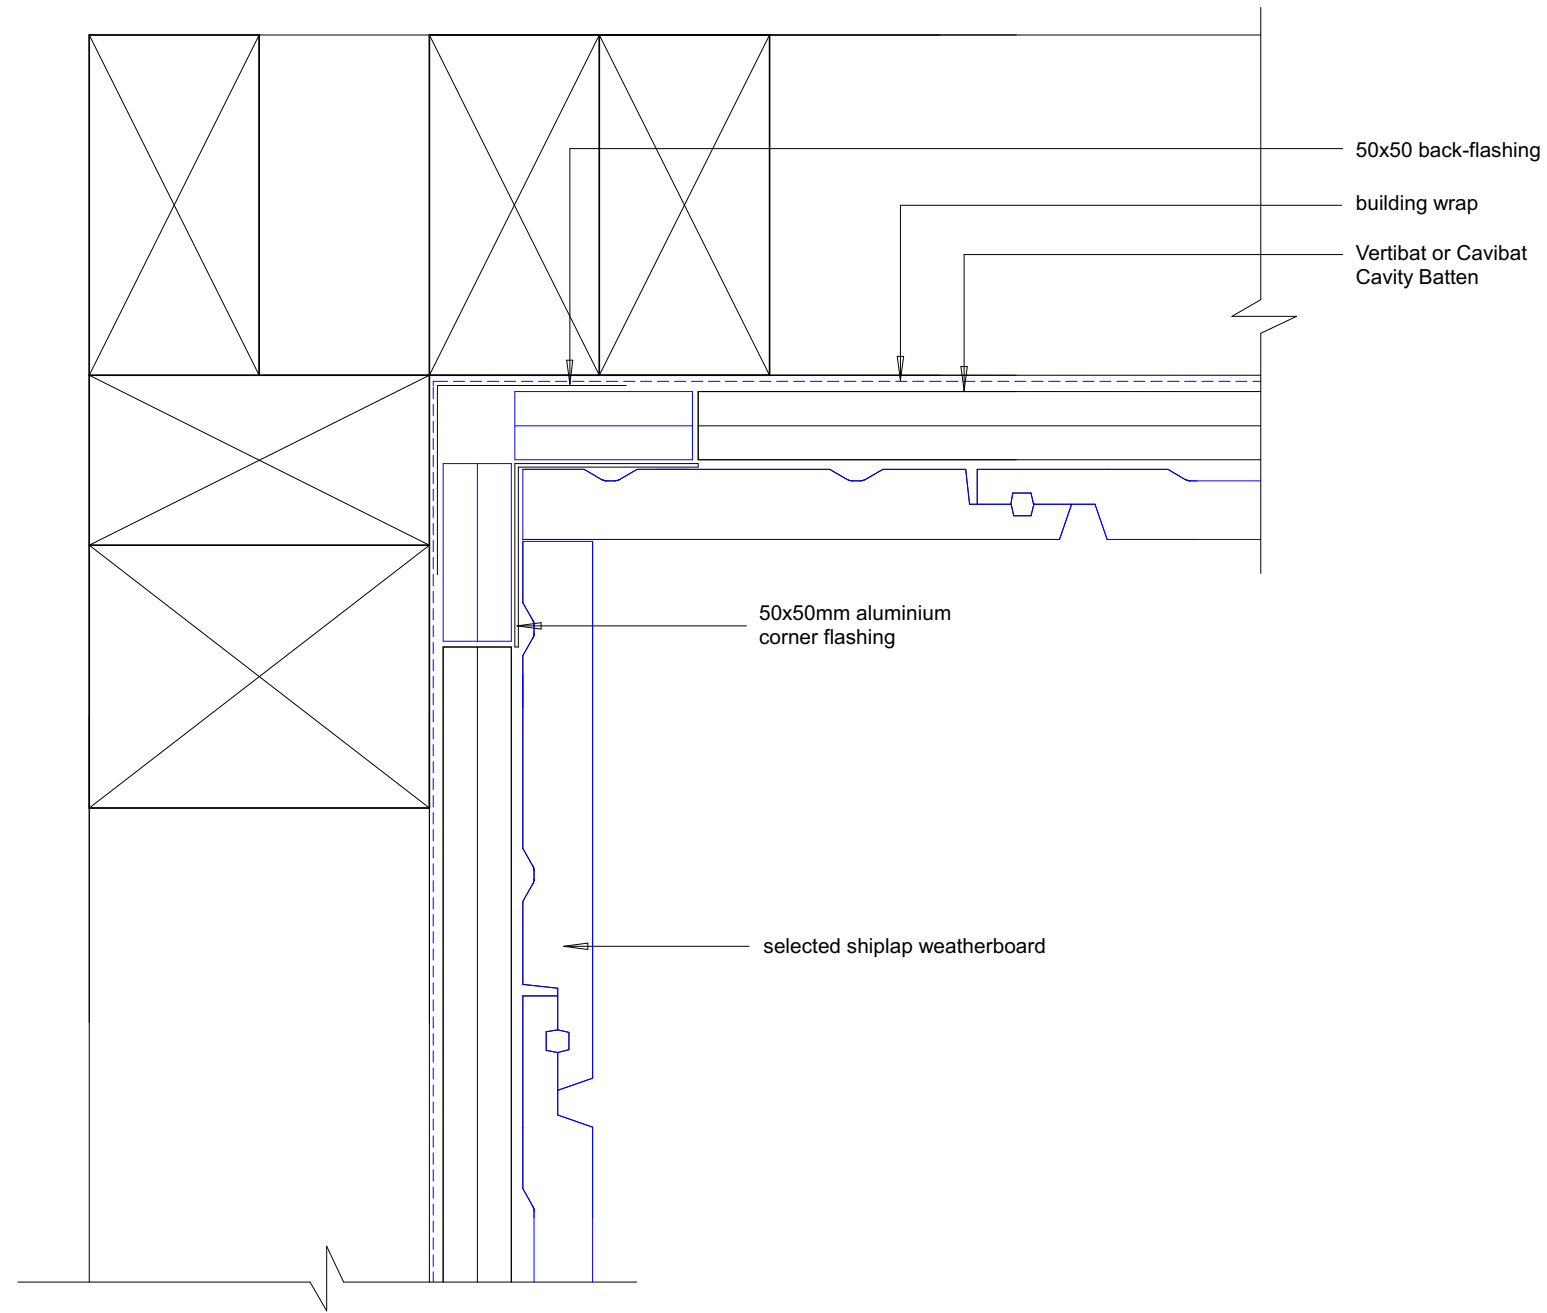 50x50 back-flashing
building wrap
Vertibat or Cavibat
Cavity Batten
50x50mm aluminium
corner flashing
selected shiplap weatherboard